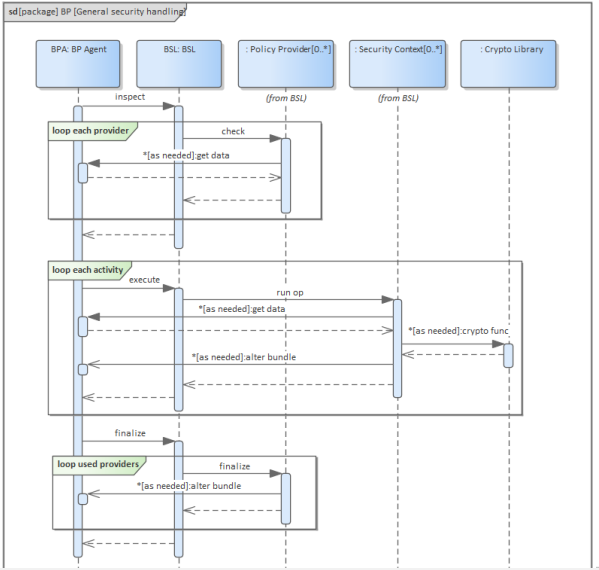 sd[package] BP [General security handling]
BPA: BP Agent
BSL: BSL
: Policy Provider[0..*]
: Security Context[0..*]
: Crypto Library
(from BSL)
(from BSL)
inspect
loop each provider
check
*[as needed]:get data
loop each activity
execute
run op
*[as needed]:get data
*[as needed]:crypto func
*[as needed]:alter bundle
finalize
loop used providers
finalize
*[as needed]:alter bundle